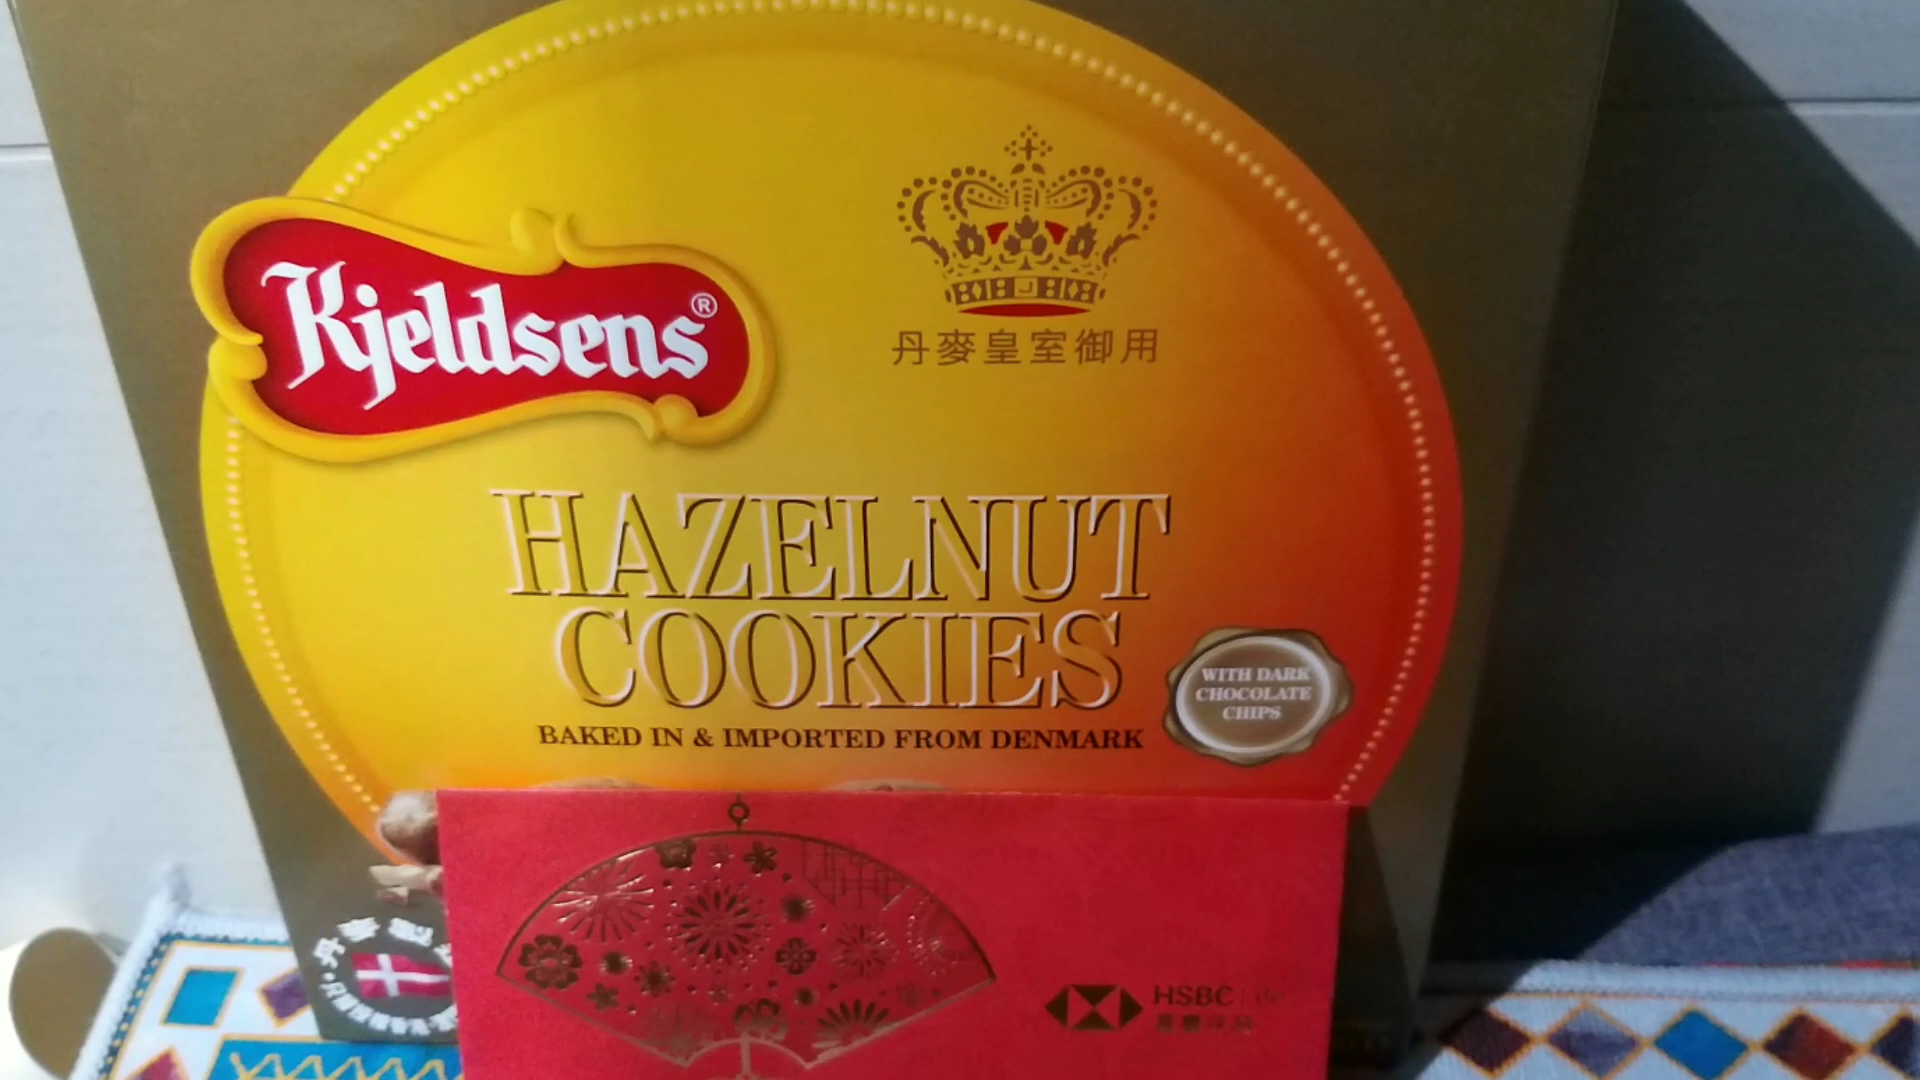 Kjeldsens®
丹麥皇室御用
HAZELNUT
COOKIES
BAKED IN & IMPORTED FROM DENMARK
WITH DARK
CHOCOLATE
CHIPS
HSBC